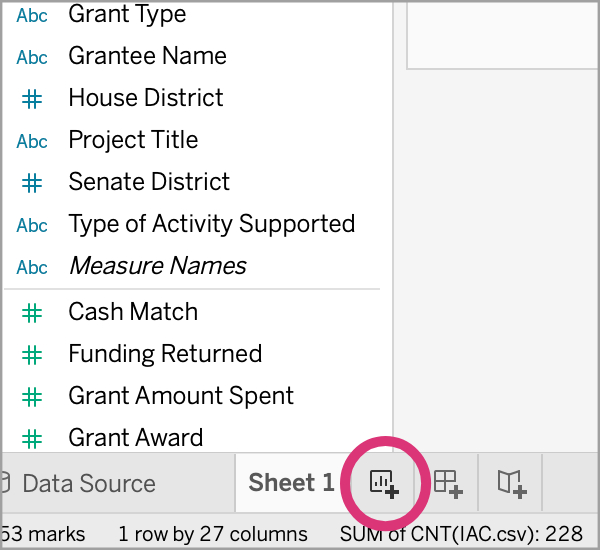 Abc Grant Type
Abc Grantee Name
# House District
Abc Project Title
# Senate District
Abc Type of Activity Supported
Abc Measure Names
# Cash Match
# Funding Returned
# Grant Amount Spent
# Grant Award
Data Source Sheet 1
53 marks 1 row by 27 columns SUM of CNT(IAC.csv): 228